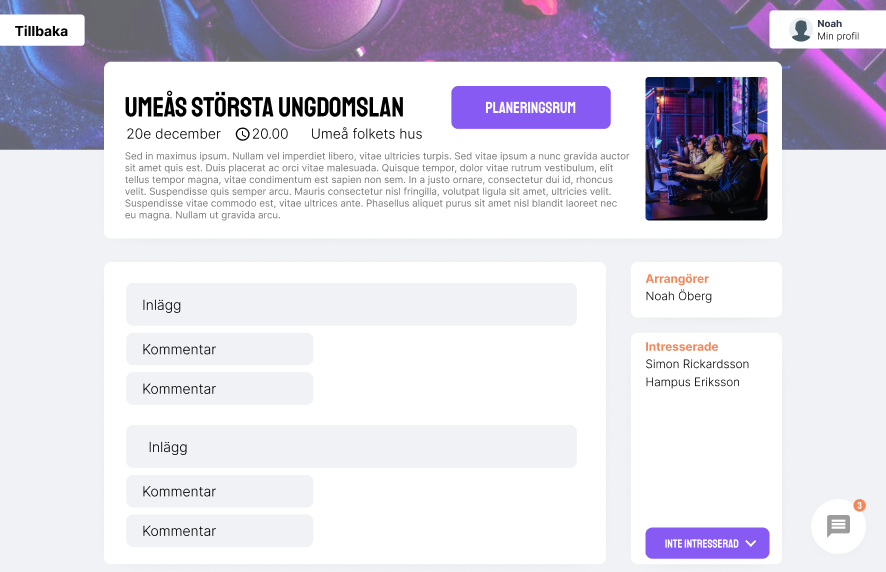 Tillbaka
Noah
Min profil
UMEÅS STÖRSTA UNGDOMSLAN
PLANERINGSRUM
20e december 20.00 Umeå folkets hus
Sed in maximus ipsum. Nullam vel imperdiet libero, vitae ultricies turpis. Sed vitae ipsum a nunc gravida auctor
sit amet quis est. Duis placerat ac orci vitae malesuada. Quisque tempor, dolor vitae rutrum vestibulum, elit
tellus tempor magna, vitae condimentum est sapien non sem. In a justo ornare, consectetur dui id, rhoncus
velit. Suspendisse quis semper arcu. Mauris consectetur nisl fringilla, volutpat ligula sit amet, ultricies velit.
Suspendisse vitae commodo est, vitae ultrices ante. Phasellus aliquet purus sit amet nisl blandit laoreet nec
eu magna. Nullam ut gravida arcu.
Inlägg
Kommentar
Kommentar
Inlägg
Kommentar
Kommentar
Arrangörer
Noah Öberg
Intresserade
Simon Rickardsson
Hampus Eriksson
INTE INTRESSERAD
3